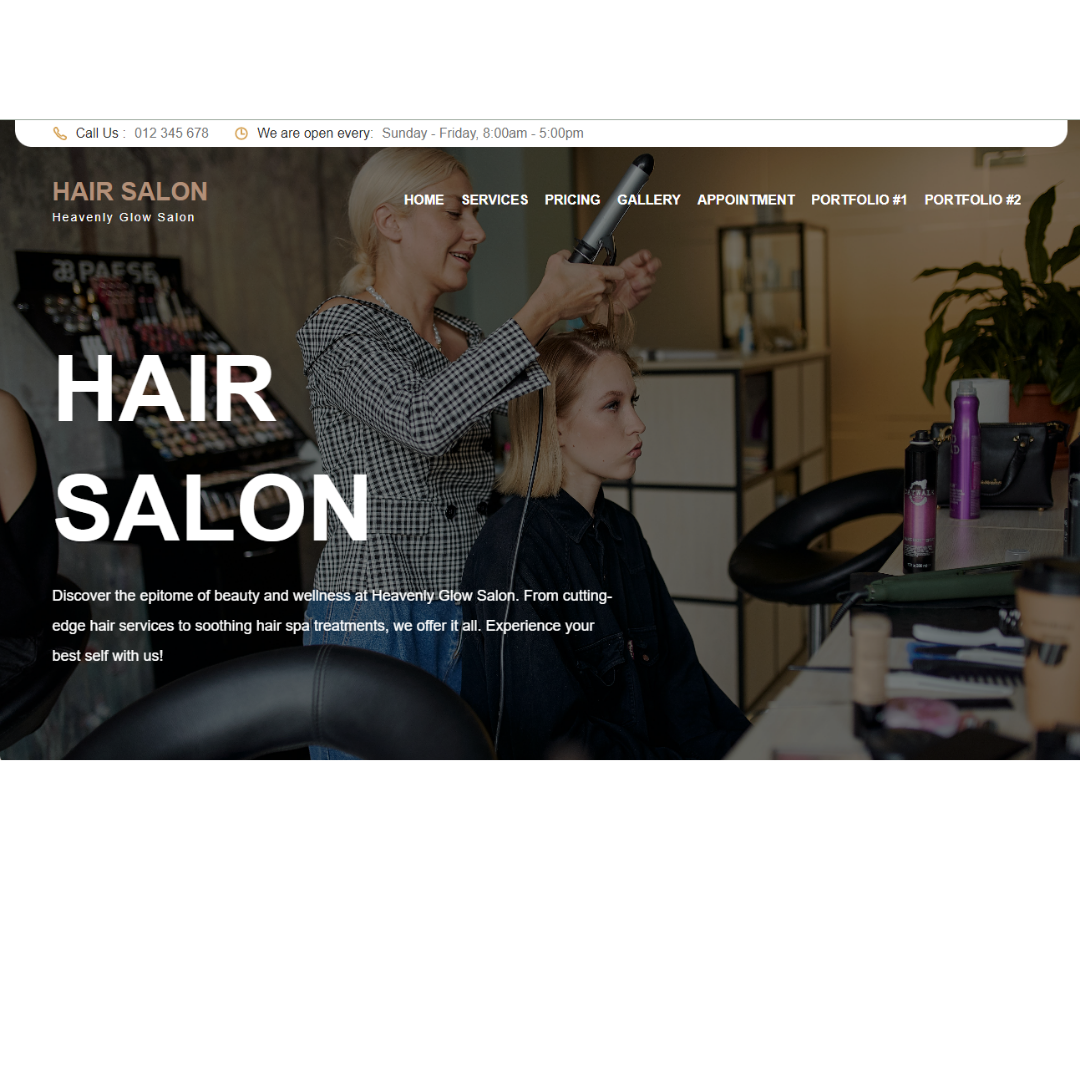 Call Us : 012 345 678 We are open every: Sunday - Friday, 8:00am - 5:00pm
HAIR SALON
Heavenly Glow Salon
HOME SERVICES PRICING GALLERY APPOINTMENT PORTFOLIO #1 PORTFOLIO #2
PAESE
HAIR
SALON
Discover the epitome of beauty and wellness at Heavenly Glow Salon. From cutting-
edge hair services to soothing hair spa treatments, we offer it all. Experience your
best self with us!